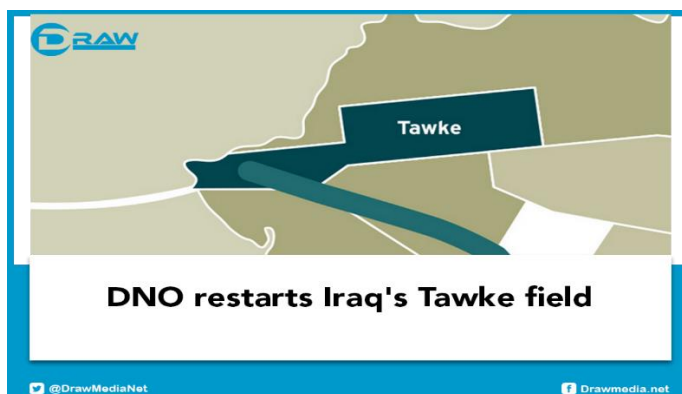 DRAW
Tawke
DNO restarts Iraq's Tawke field
@DrawMediaNet
Drawmedia.net